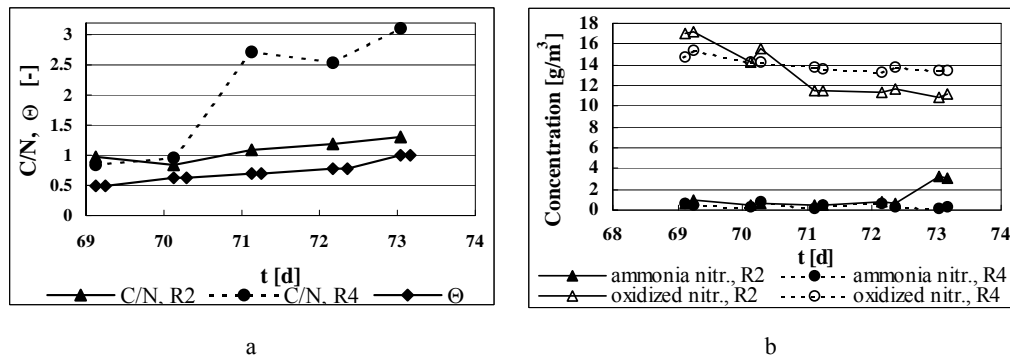 C/N, Θ [-]
3
2.5
2
1.5
1
0.5
0
69 70 71 72 73 74
t [d]
C/N, R2 C/N, R4 Θ
a
Concentration [g/m³]
18
16
14
12
10
8
6
4
2
0
68 69 70 71 72 73 74
t [d]
ammonia nitr., R2 ammonia nitr., R4
oxidized nitr., R2 oxidized nitr., R4
b